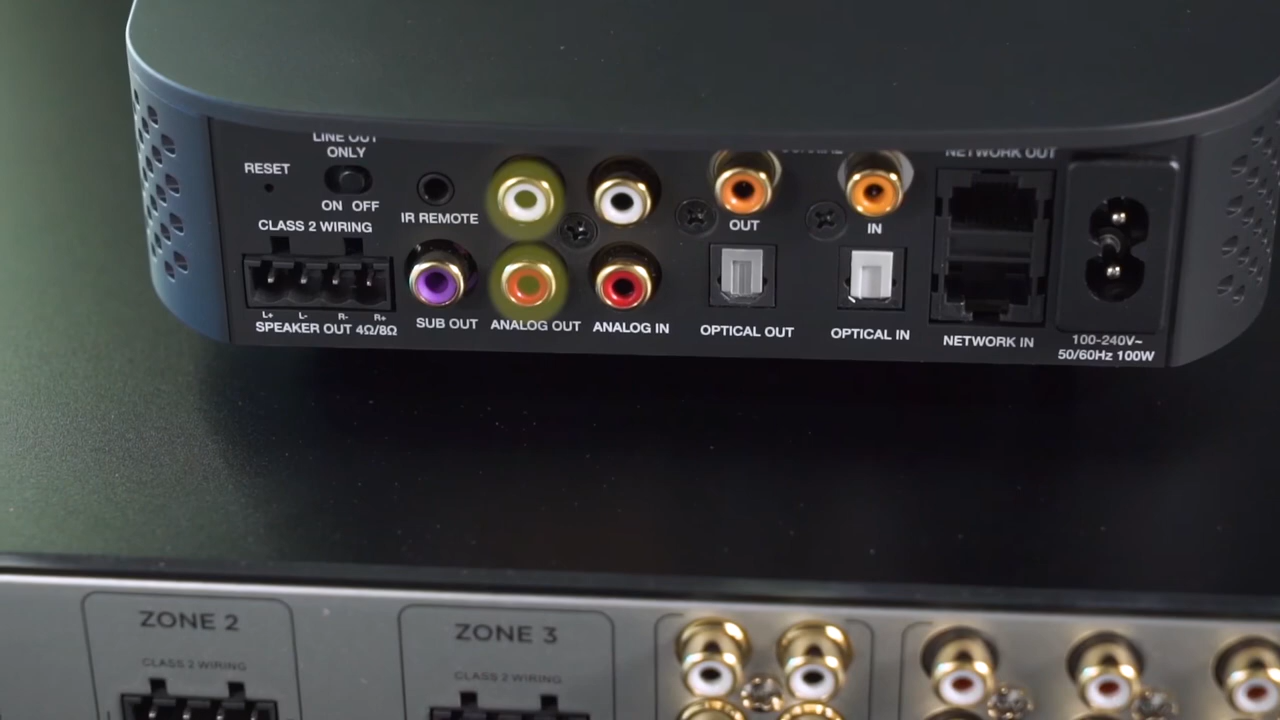 LINE OUT
ONLY
RESET
ON OFF
CLASS 2 WIRING
L+ L- R- R+
SPEAKER OUT 4Ω/8Ω
IR REMOTE
SUB OUT
ANALOG OUT
ANALOG IN
COAXIAL
OUT
IN
OPTICAL OUT
OPTICAL IN
NETWORK OUT
NETWORK IN
100-240V~
50/60Hz 100W
ZONE 2
CLASS 2 WIRING
ZONE 3
CLASS 2 WIRING